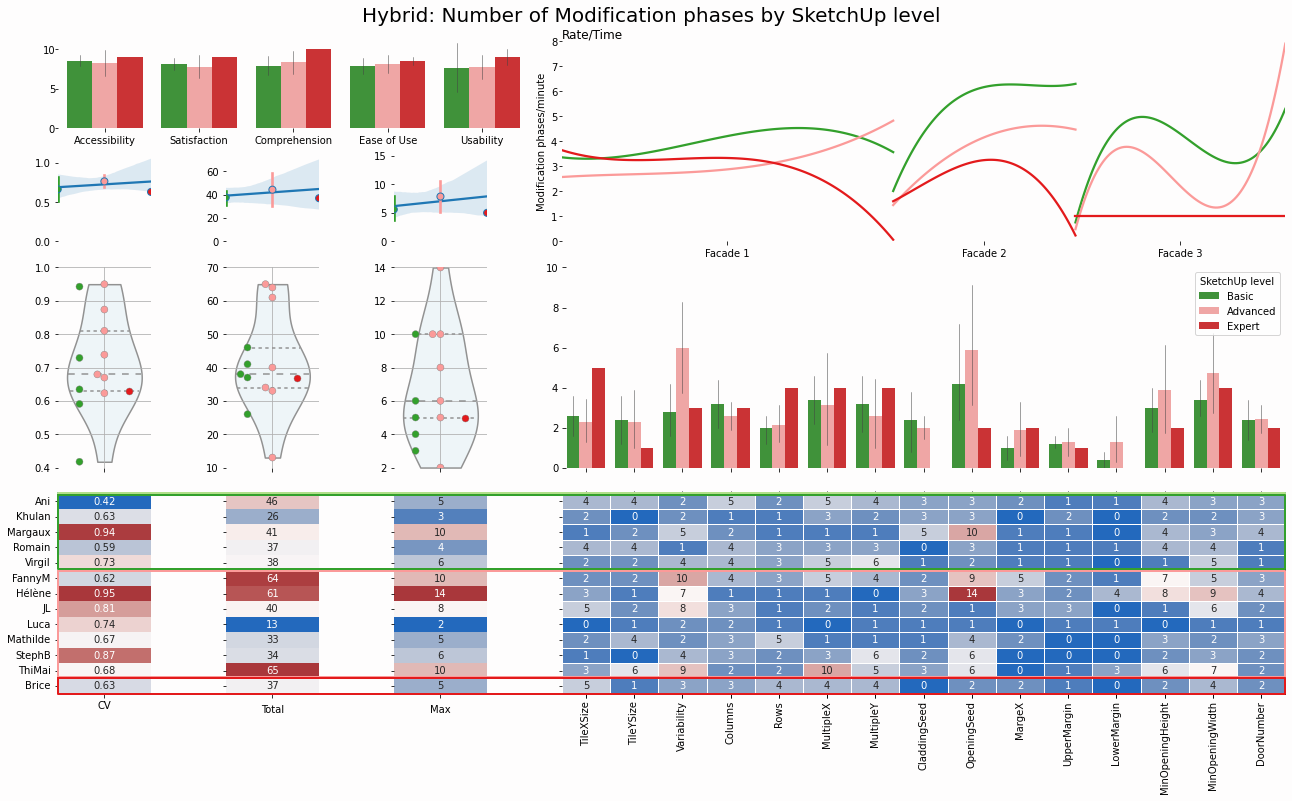 Hybrid: Number of Modification phases by SketchUp level
Rate/Time
10
5
0
Accessibility Satisfaction Comprehension Ease of Use Usability
8
7
6
5
4
3
2
1
0
Modification phases/minute
Facade 1 Facade 2 Facade 3
1.0
0.5
0.0
60
40
20
0
15
10
5
0
1.0
0.9
0.8
0.7
0.6
0.5
0.4
70
60
50
40
30
20
10
14
12
10
8
6
4
2
10
8
6
4
2
0
SketchUp level
Basic
Advanced
Expert
Ani 0.42 46 5 4 4 2 5 2 5 4 3 3 2 1 1 4 3 3
Khulan 0.63 26 3 2 0 2 1 1 3 2 3 3 0 2 0 2 2 3
Margaux 0.94 41 10 1 2 5 2 1 1 1 5 10 1 1 0 4 3 4
Romain 0.59 37 4 4 4 1 4 3 3 3 0 3 1 1 1 4 4 1
Virgil 0.73 38 6 2 2 4 4 3 5 6 1 2 1 1 0 1 5 1
FannyM 0.62 64 10 2 2 10 4 3 5 4 2 9 5 2 1 7 5 3
Hélène 0.95 61 14 3 1 7 1 1 1 0 3 14 3 2 4 8 9 4
JL 0.81 40 8 5 2 8 3 1 2 1 2 1 3 3 0 1 6 2
Luca 0.74 13 2 0 1 2 2 1 0 1 1 2 0 1 1 0 1 1
Mathilde 0.67 33 5 2 4 2 3 5 1 1 1 4 2 0 0 3 2 3
StephB 0.87 34 6 1 0 4 3 2 3 6 2 6 0 0 0 2 3 2
ThiMai 0.68 65 10 3 6 9 2 2 10 5 3 6 0 1 3 6 7 2
Brice 0.63 37 5 5 1 3 3 4 4 4 0 2 2 1 0 2 4 2
CV Total Max
TileXSize
TileYSize
Variability
Columns
Rows
MultipleX
MultipleY
CladdingSeed
OpeningSeed
MargeX
UpperMargin
LowerMargin
MinOpeningHeight
MinOpeningWidth
DoorNumber